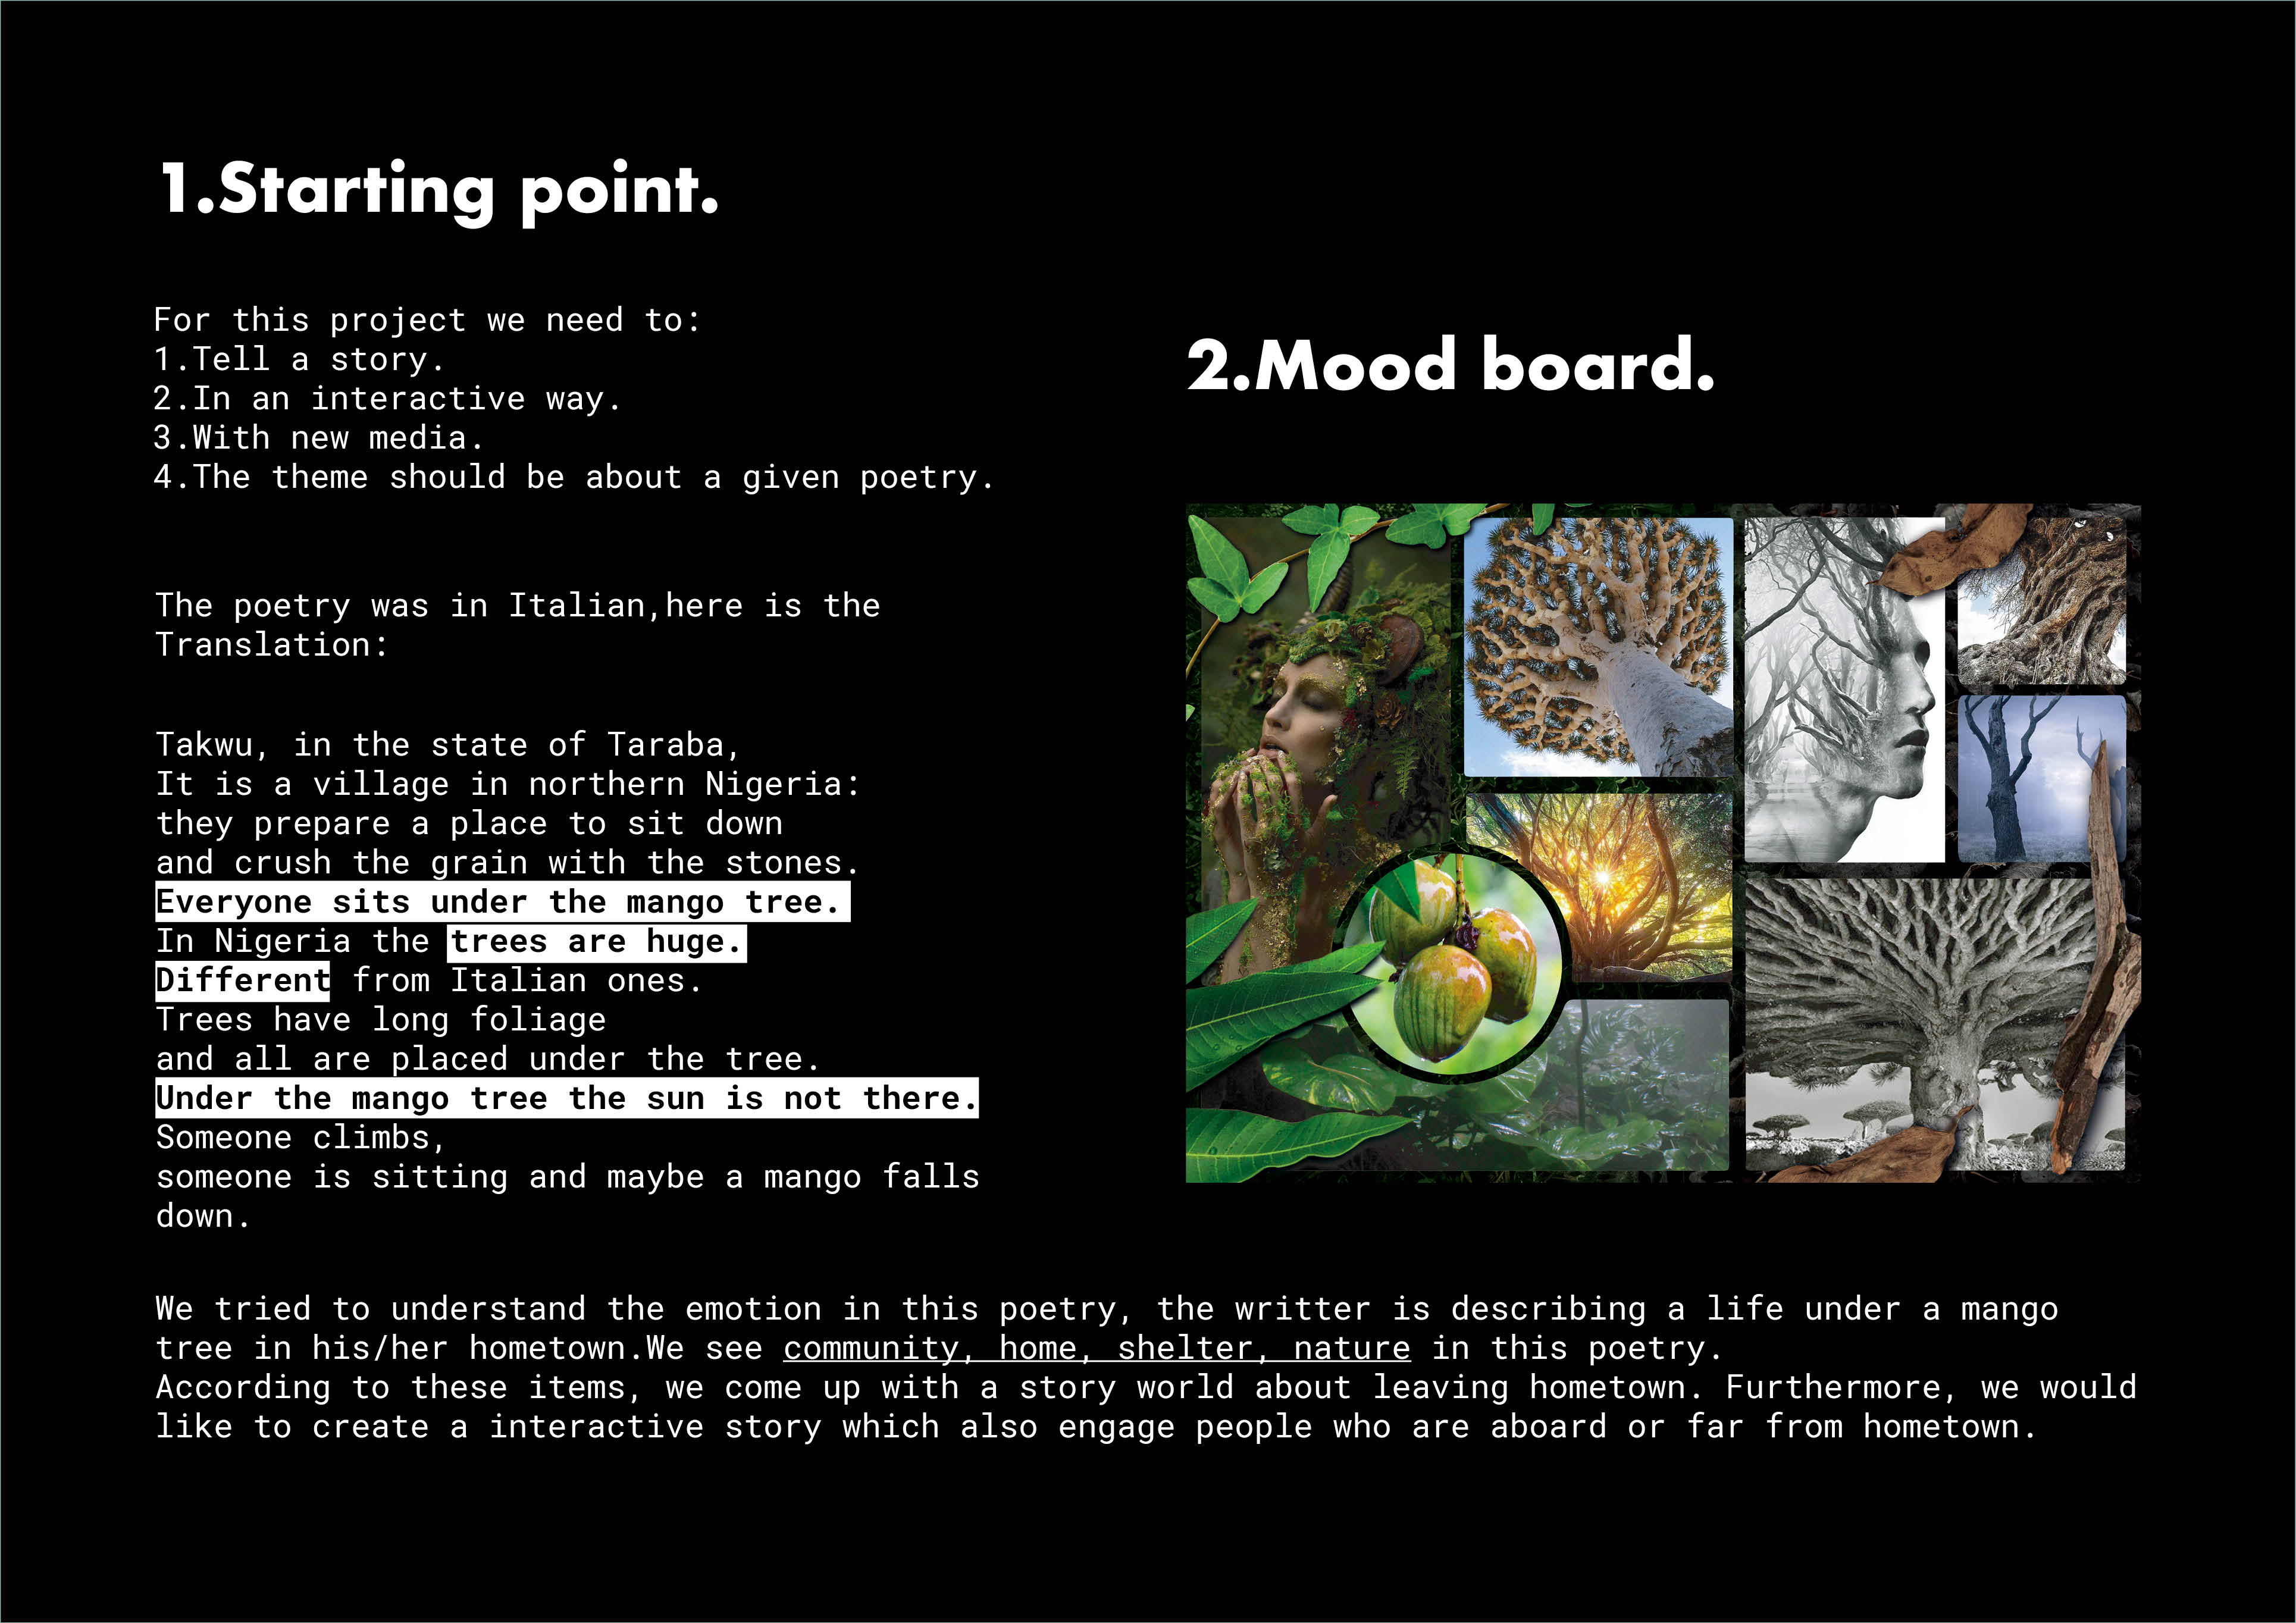 1.Starting point.
For this project we need to:
1.Tell a story.
2.In an interactive way.
3.With new media.
4.The theme should be about a given poetry.
The poetry was in Italian,here is the
Translation:
Takwu, in the state of Taraba,
It is a village in northern Nigeria:
they prepare a place to sit down
and crush the grain with the stones.
Everyone sits under the mango tree.
In Nigeria the trees are huge.
Different from Italian ones.
Trees have long foliage
and all are placed under the tree.
Under the mango tree the sun is not there.
Someone climbs,
someone is sitting and maybe a mango falls
down.
2.Mood board.
We tried to understand the emotion in this poetry, the writter is describing a life under a mango
tree in his/her hometown.We see community, home, shelter, nature in this poetry.
According to these items, we come up with a story world about leaving hometown. Furthermore, we would
like to create a interactive story which also engage people who are aboard or far from hometown.